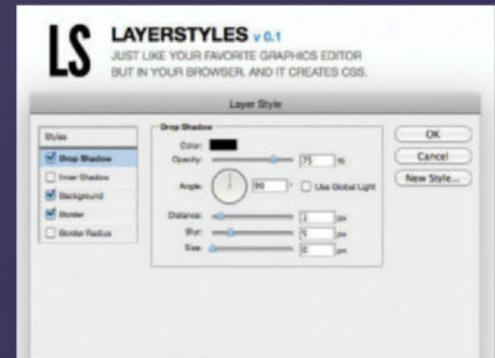 LS
LAYERSTYLES v 0.1
JUST LIKE YOUR FAVORITE GRAPHICS EDITOR
BUT IN YOUR BROWSER. AND IT CREATES CSS.
Layer Style
Styles
Drop Shadow
Inner Shadow
Background
Border
Border Radius
Drop Shadow
Color:
Opacity: 75 %
Angle: 90 ° Use Global Light
Distance: px
Blur: 5 px
Size: 0 px
OK
Cancel
New Style...